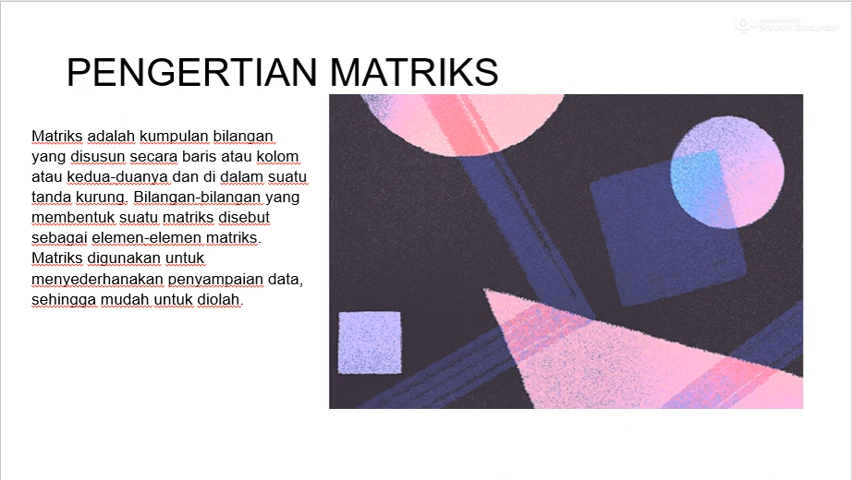 PENGERTIAN MATRIKS
Matriks adalah kumpulan bilangan
yang disusun secara baris atau kolom
atau kedua-duanya dan di dalam suatu
tanda kurung. Bilangan-bilangan yang
membentuk suatu matriks disebut
sebagai elemen-elemen matriks.
Matriks digunakan untuk
menyederhanakan penyampaian data,
sehingga mudah untuk diolah.